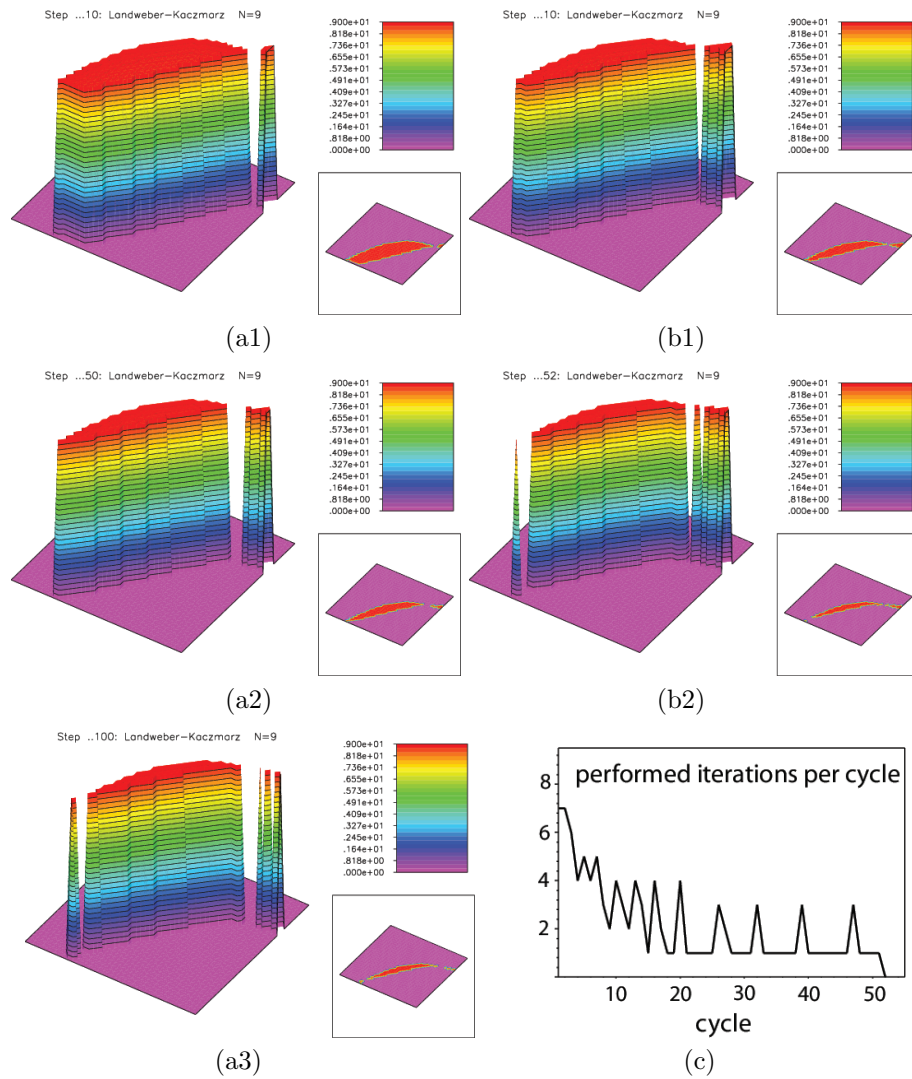 Step ...10: Landweber-Kaczmarz N=9
.900e+01
.818e+01
.736e+01
.655e+01
.573e+01
.491e+01
.409e+01
.327e+01
.245e+01
.164e+01
.818e+00
.000e+00
(a1)
Step ...10: Landweber-Kaczmarz N=9
.900e+01
.818e+01
.736e+01
.655e+01
.573e+01
.491e+01
.409e+01
.327e+01
.245e+01
.164e+01
.818e+00
.000e+00
(b1)
Step ...50: Landweber-Kaczmarz N=9
.900e+01
.818e+01
.736e+01
.655e+01
.573e+01
.491e+01
.409e+01
.327e+01
.245e+01
.164e+01
.818e+00
.000e+00
(a2)
Step ...52: Landweber-Kaczmarz N=9
.900e+01
.818e+01
.736e+01
.655e+01
.573e+01
.491e+01
.409e+01
.327e+01
.245e+01
.164e+01
.818e+00
.000e+00
(b2)
Step ..100: Landweber-Kaczmarz N=9
.900e+01
.818e+01
.736e+01
.655e+01
.573e+01
.491e+01
.409e+01
.327e+01
.245e+01
.164e+01
.818e+00
.000e+00
(a3)
performed iterations per cycle
8
6
4
2
10 20 30 40 50
cycle
(c)